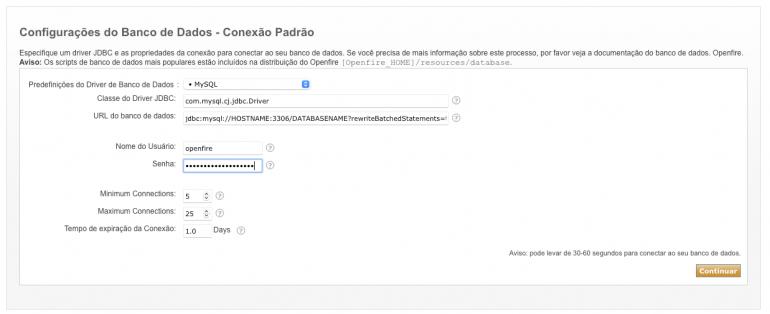 Configurações do Banco de Dados - Conexão Padrão
Especifique um driver JDBC e as propriedades da conexão para conectar ao seu banco de dados. Se você precisa de mais informação sobre este processo, por favor veja a documentação do banco de dados. Openfire.
Aviso: Os scripts de banco de dados mais populares estão incluídos na distribuição do Openfire [Openfire_HOME]/resources/database.
Predefinições do Driver de Banco de Dados : • MySQL
Classe do Driver JDBC: com.mysql.cj.jdbc.Driver ?
URL do banco de dados: jdbc:mysql://HOSTNAME:3306/DATABASENAME?rewriteBatchedStatements= ?
Nome do Usuário: openfire ?
Senha: •••••••••••••••••••• ?
Minimum Connections: 5 ?
Maximum Connections: 25 ?
Tempo de expiração da Conexão: 1.0 Days ?
Aviso: pode levar de 30-60 segundos para conectar ao seu banco de dados.
Continuar